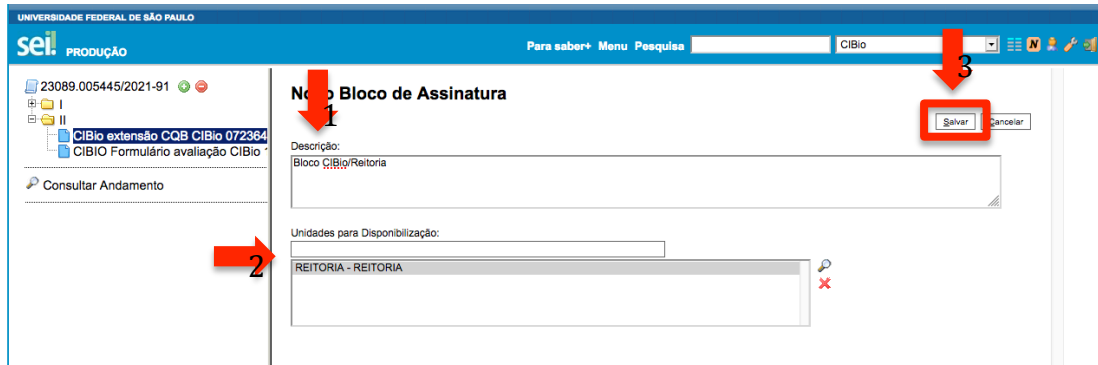 UNIVERSIDADE FEDERAL DE SÃO PAULO
sei! PRODUÇÃO
Para saber+ Menu Pesquisa
CIBio
N
3
23089.005445/2021-91
I
II
CIBio extensão CQB CIBio 072364
CIBIO Formulário avaliação CIBio
Consultar Andamento
1
Bloco de Assinatura
Salvar
Cancelar
Descrição:
Bloco CIBio/Reitoria
Unidades para Disponibilização:
2
REITORIA - REITORIA